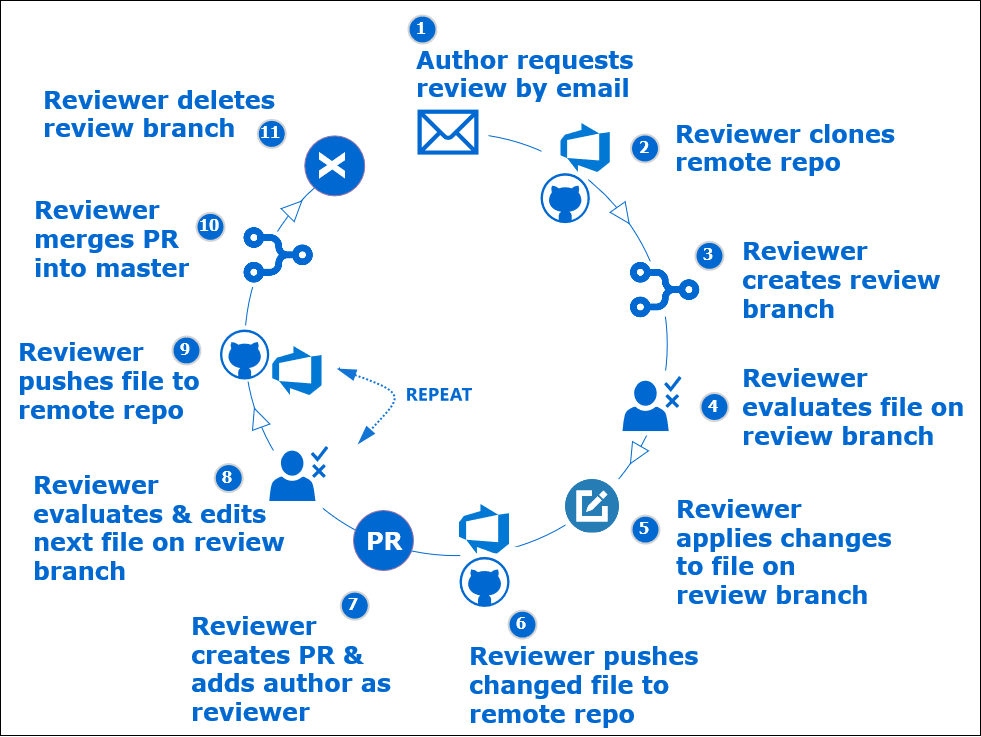 1
Author requests
review by email
2
Reviewer clones
remote repo
3
Reviewer
creates review
branch
4
Reviewer
evaluates file on
review branch
5
Reviewer
applies changes
to file on
review branch
6
Reviewer pushes
changed file to
remote repo
PR
7
Reviewer
creates PR &
adds author as
reviewer
8
Reviewer
evaluates & edits
next file on review
branch
REPEAT
9
Reviewer
pushes file to
remote repo
10
Reviewer
merges PR
into master
11
Reviewer deletes
review branch